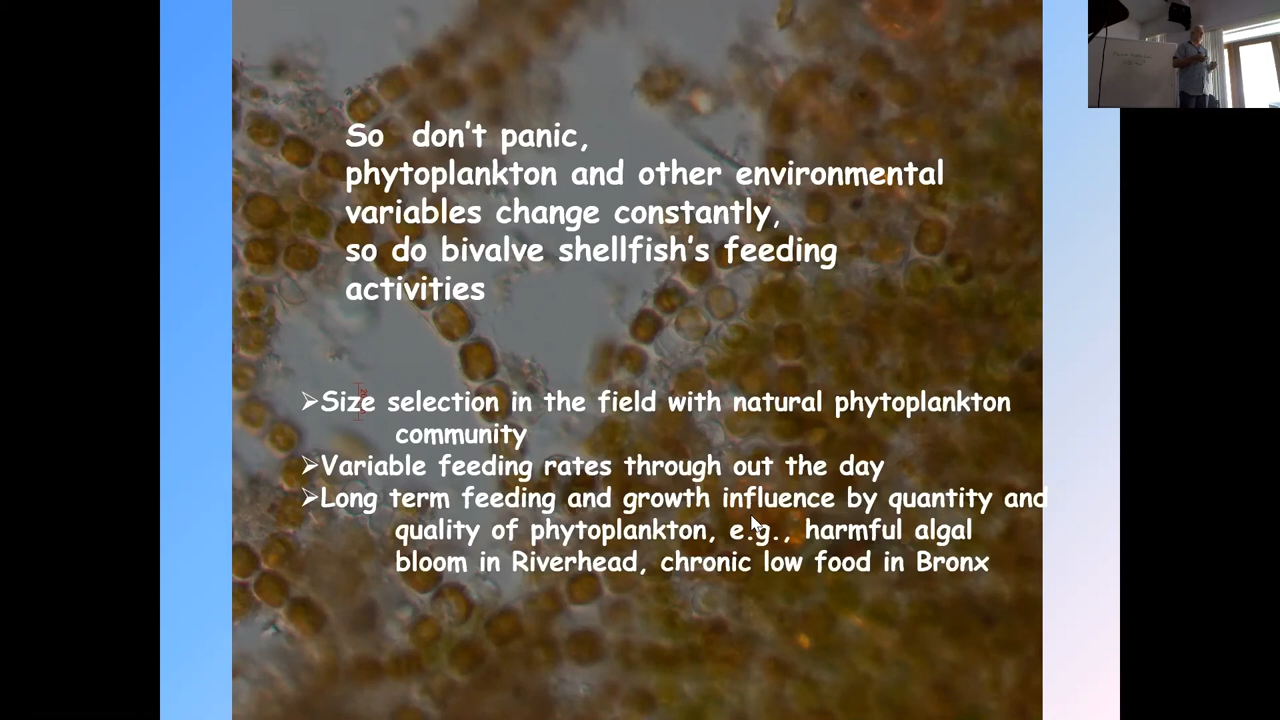 So don't panic,
phytoplankton and other environmental
variables change constantly,
so do bivalve shellfish's feeding
activities
➢Size selection in the field with natural phytoplankton
community
➢Variable feeding rates through out the day
➢Long term feeding and growth influence by quantity and
quality of phytoplankton, e.g., harmful algal
bloom in Riverhead, chronic low food in Bronx